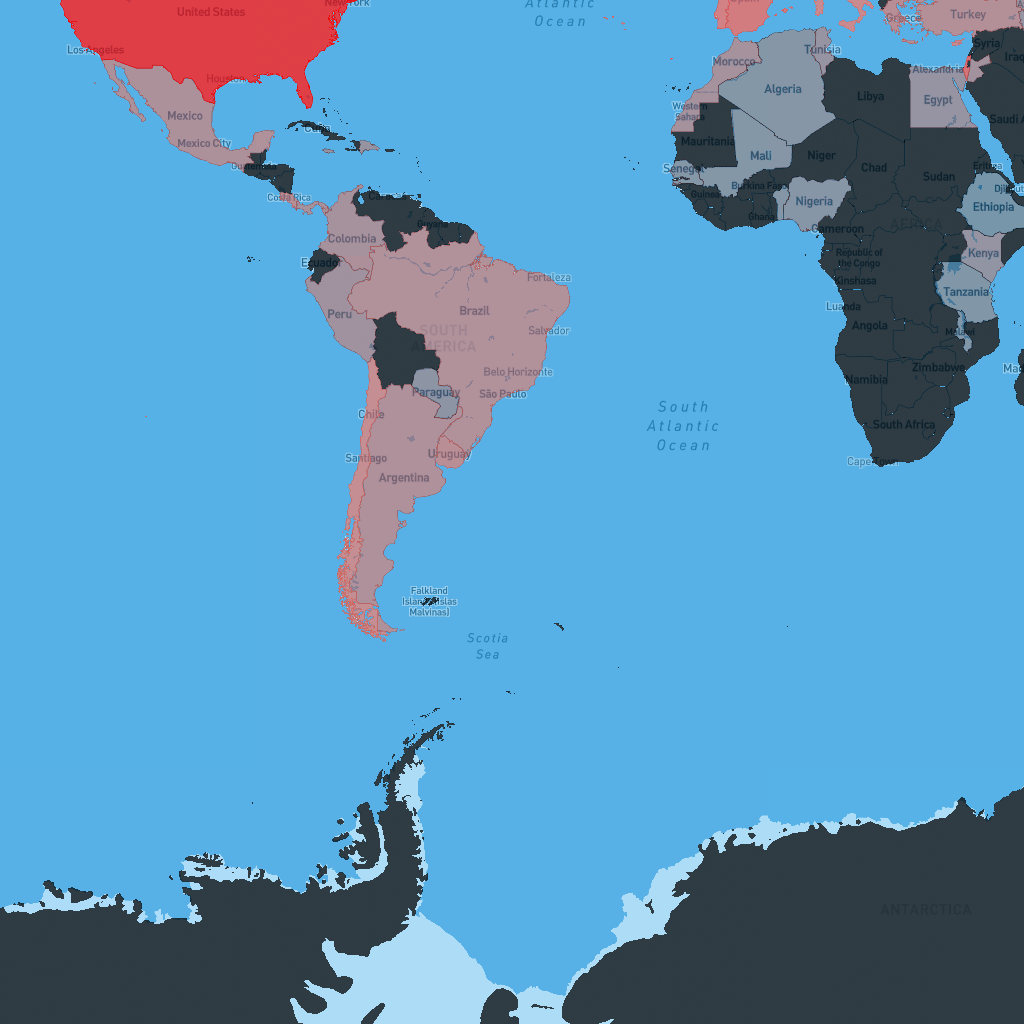 United States
New York
Atlantic
Ocean
Spain
Greece
Turkey
Los Angeles
Houston
Tunisia
Syria
Iraq
Morocco
Alexandria
Algeria
Libya
Egypt
Saudi A
Mexico
Western
Sahara
Mexico City
Cuba
Mauritania
Mali
Niger
Chad
Sudan
Eritrea
Guatemala
Senegal
Burkina Faso
Djibouti
Costa Rica
Caracas
Guinea
Nigeria
Ethiopia
Guyana
Ghana
AFRICA
Cameroon
Colombia
Ecuador
Republic of
the Congo
Kenya
Kinshasa
Fortaleza
Tanzania
Peru
Brazil
Luanda
SOUTH
AMERICA
Salvador
Angola
Malawi
Belo Horizonte
Zimbabwe
Mad
Paraguay
São Paulo
Namibia
Chile
South
Atlantic
Ocean
South Africa
Uruguay
Santiago
Cape Town
Argentina
Falkland
Islands [Islas
Malvinas]
Scotia
Sea
ANTARCTICA